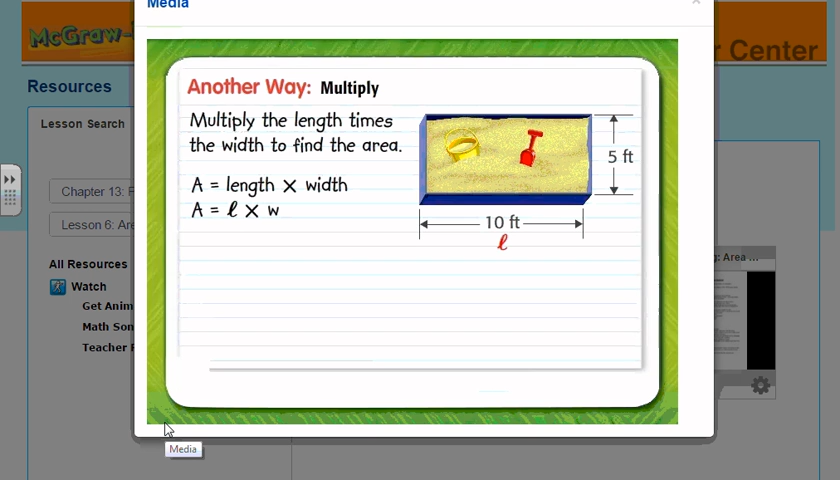 Media
McGraw-
r Center
Resources
Lesson Search
Chapter 13: P
Lesson 6: Are
All Resources
Watch
Get Anim
Math Son
Teacher P
g: Area ...
Another Way: Multiply
Multiply the length times
the width to find the area.
A = length × width
A = ℓ × w
5 ft
10 ft
ℓ
Media